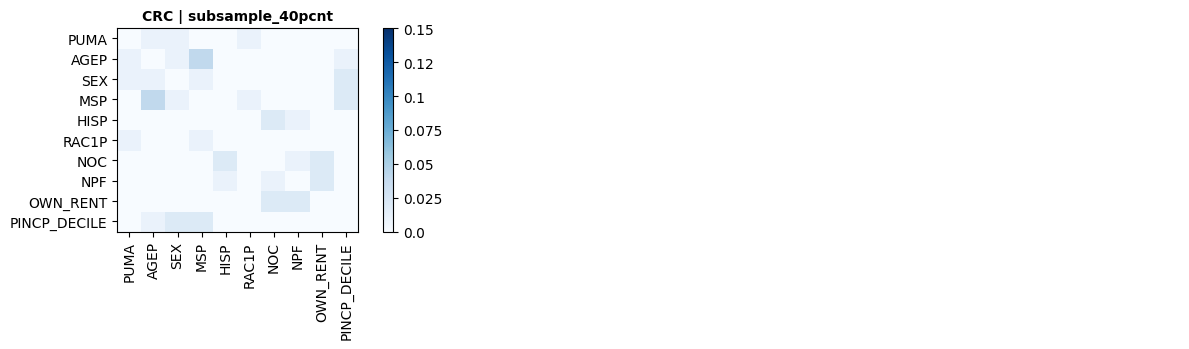 CRC | subsample_40pcnt
PUMA
AGEP
SEX
MSP
HISP
RAC1P
NOC
NPF
OWN_RENT
PINCP_DECILE
0.15
0.12
0.1
0.075
0.05
0.025
0.0
PUMA
AGEP
SEX
MSP
HISP
RAC1P
NOC
NPF
OWN_RENT
PINCP_DECILE